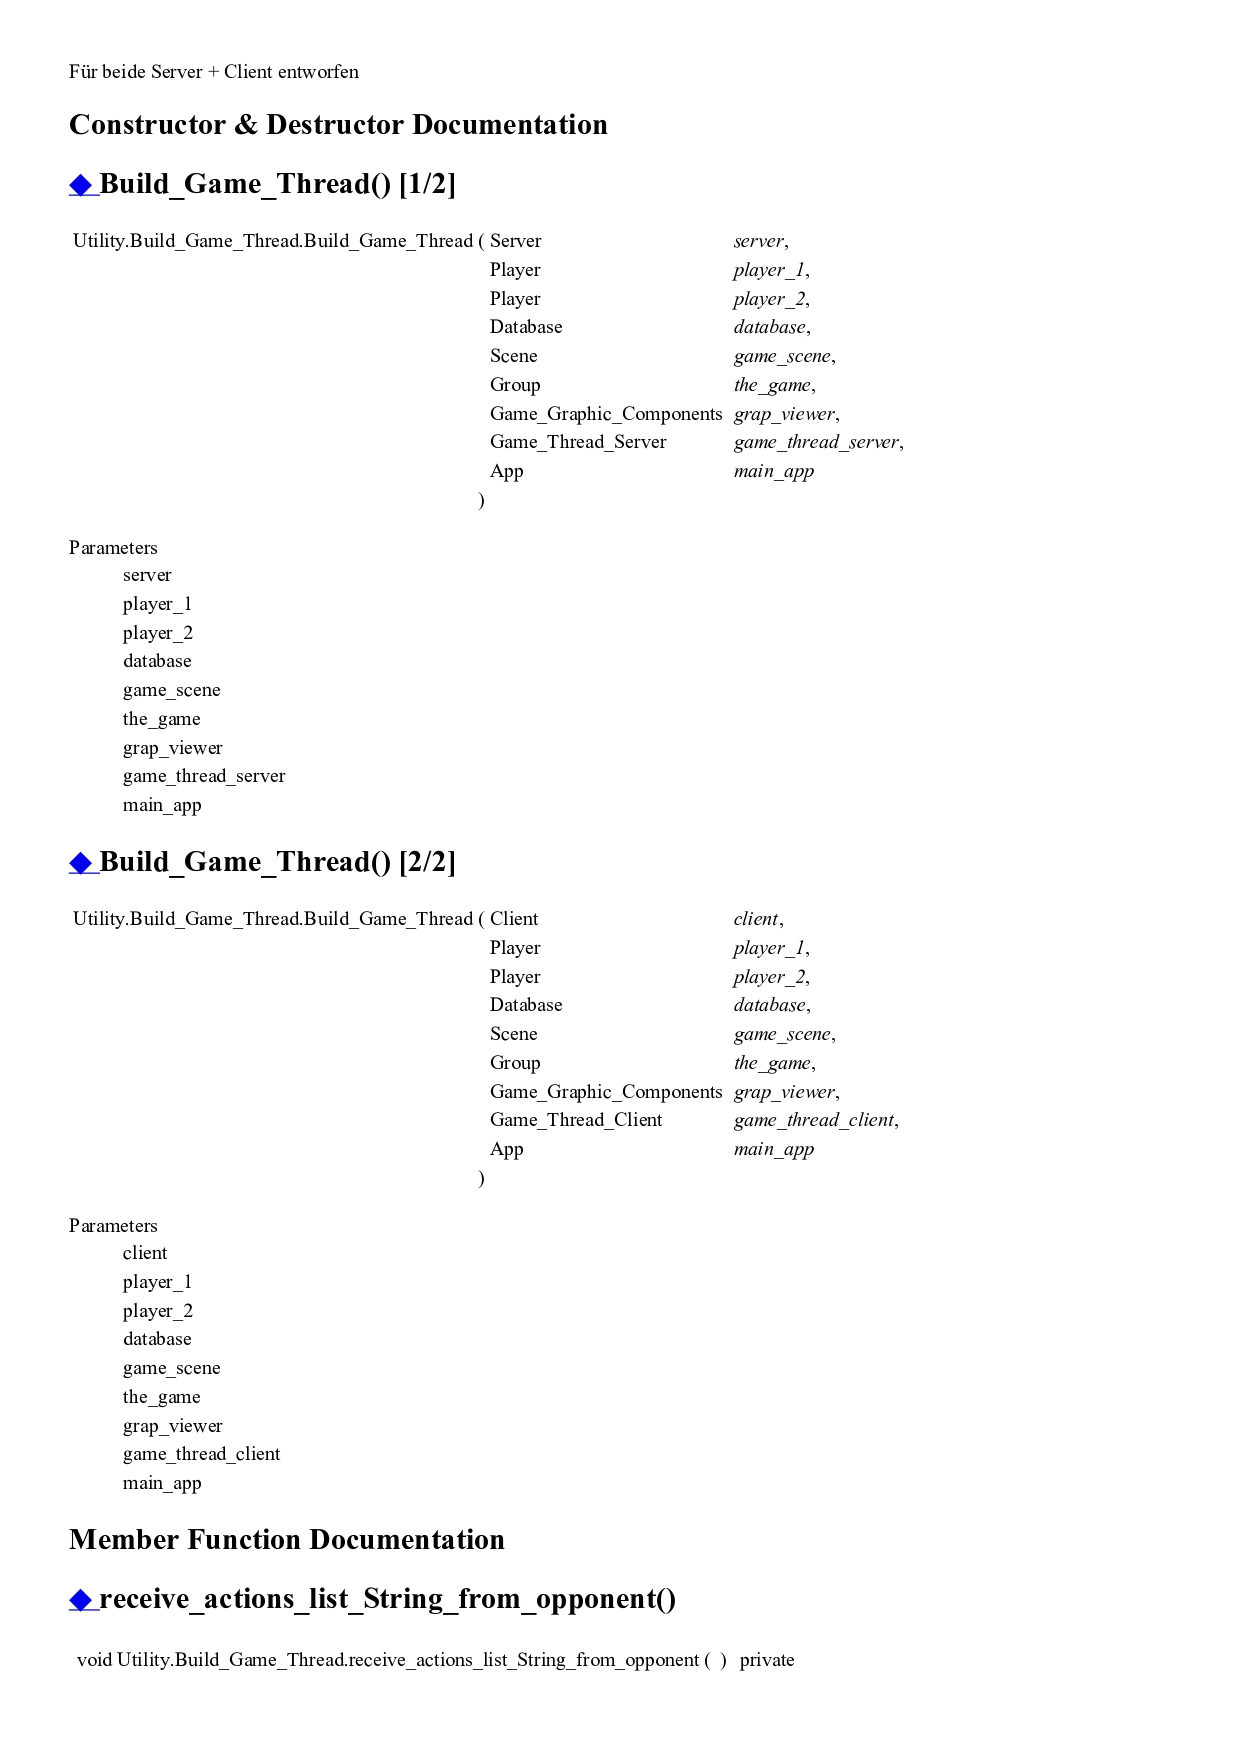 Für beide Server + Client entworfen
Constructor & Destructor Documentation
◆ Build_Game_Thread() [1/2]
Utility.Build_Game_Thread.Build_Game_Thread ( Server server,
Player player_1,
Player player_2,
Database database,
Scene game_scene,
Group the_game,
Game_Graphic_Components grap_viewer,
Game_Thread_Server game_thread_server,
App main_app
)
Parameters
server
player_1
player_2
database
game_scene
the_game
grap_viewer
game_thread_server
main_app
◆ Build_Game_Thread() [2/2]
Utility.Build_Game_Thread.Build_Game_Thread ( Client client,
Player player_1,
Player player_2,
Database database,
Scene game_scene,
Group the_game,
Game_Graphic_Components grap_viewer,
Game_Thread_Client game_thread_client,
App main_app
)
Parameters
client
player_1
player_2
database
game_scene
the_game
grap_viewer
game_thread_client
main_app
Member Function Documentation
◆ receive_actions_list_String_from_opponent()
void Utility.Build_Game_Thread.receive_actions_list_String_from_opponent ( ) private